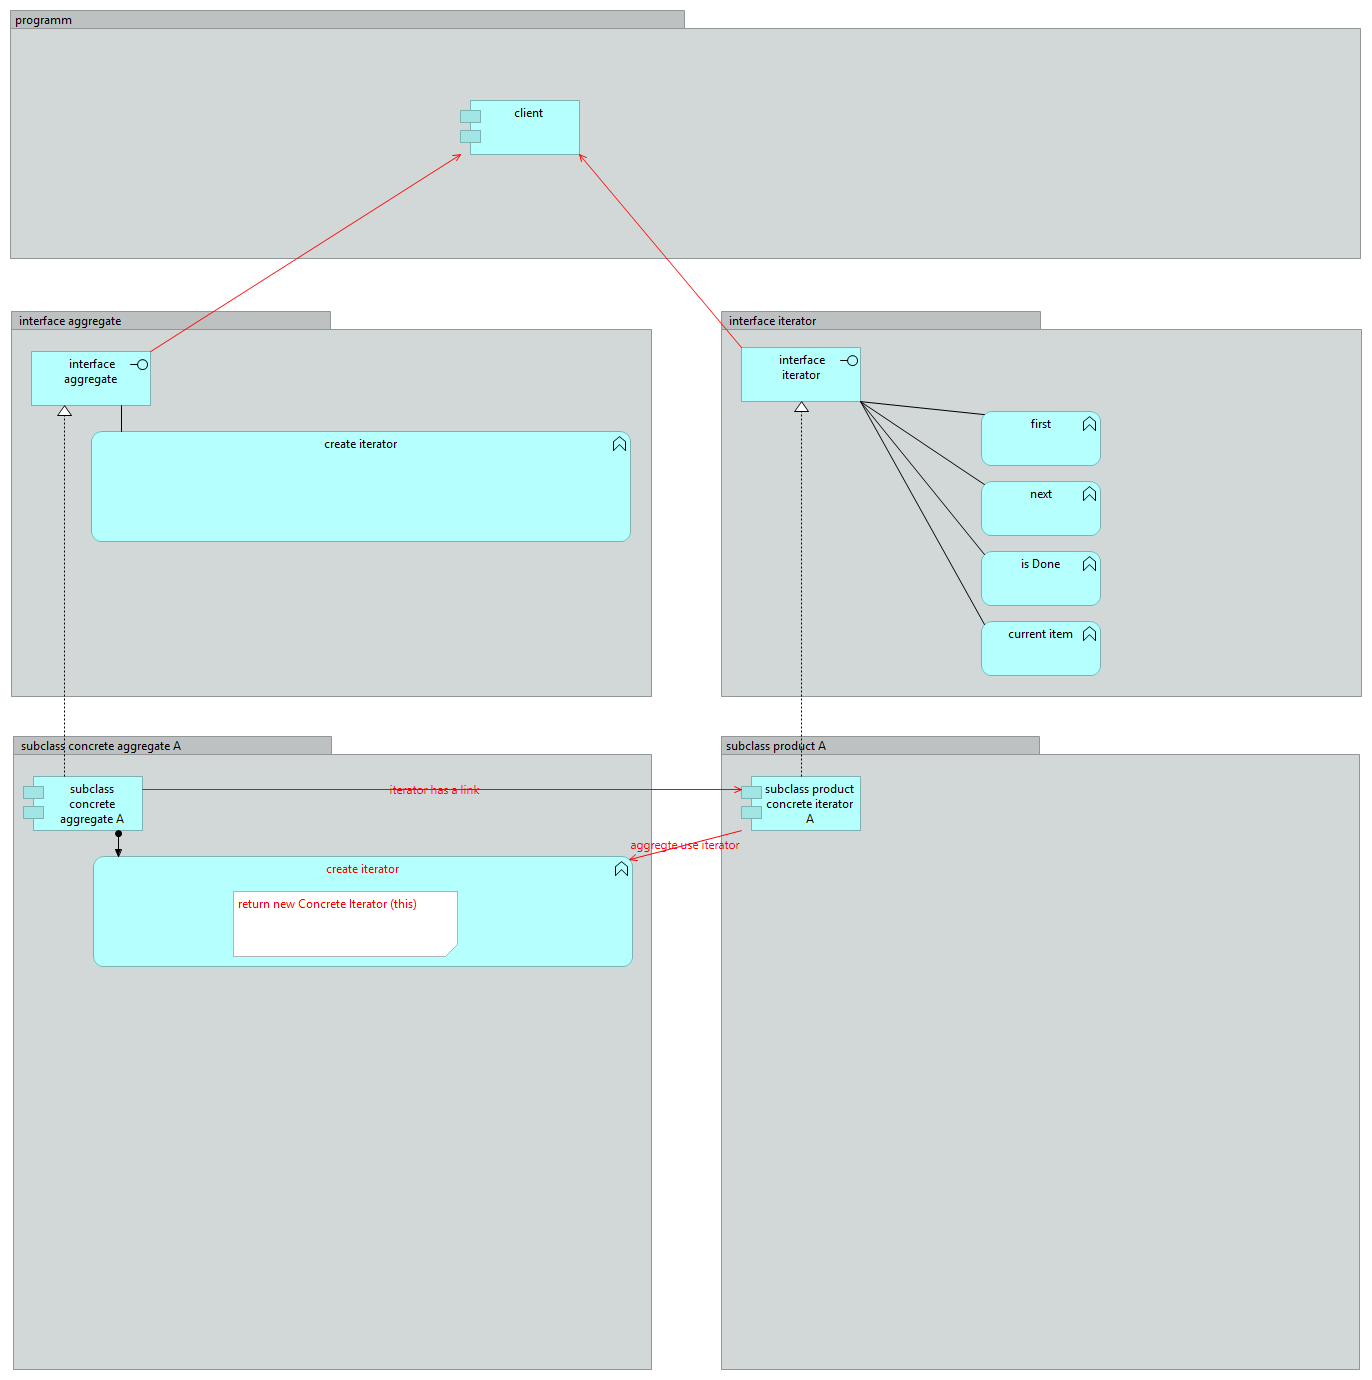 programm
client
interface aggregate
interface
aggregate
create iterator
interface iterator
interface
iterator
first
next
is Done
current item
subclass concrete aggregate A
subclass
concrete
aggregate A
iterator has a link
create iterator
return new Concrete Iterator (this)
subclass product A
subclass product
concrete iterator
A
aggregte use iterator